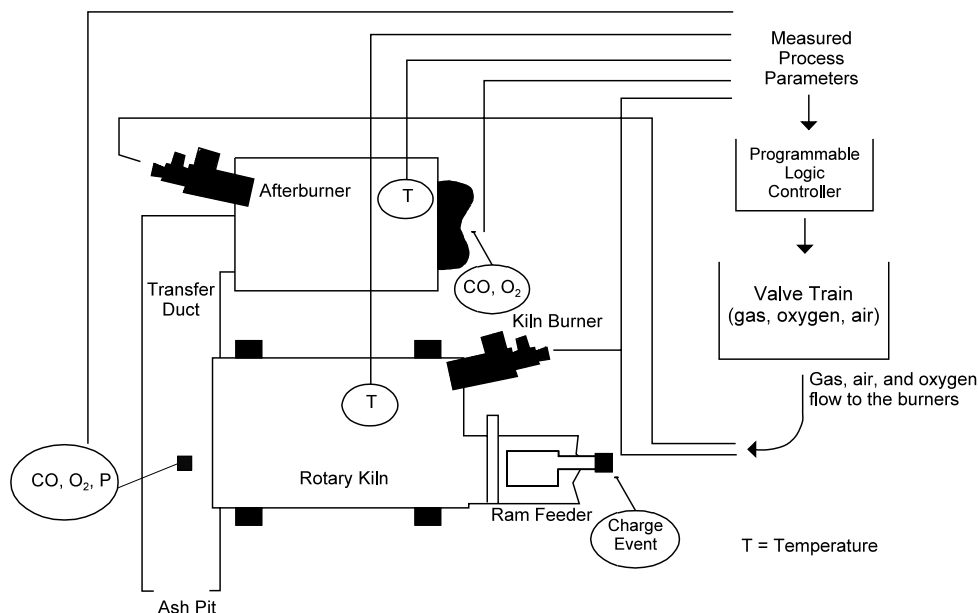 Measured
Process
Parameters
Programmable
Logic
Controller
Afterburner
T
CO, O₂
Transfer
Duct
Kiln Burner
Valve Train
(gas, oxygen, air)
Gas, air, and oxygen
flow to the burners
T
CO, O₂, P
Rotary Kiln
Ram Feeder
Charge
Event
T = Temperature
Ash Pit